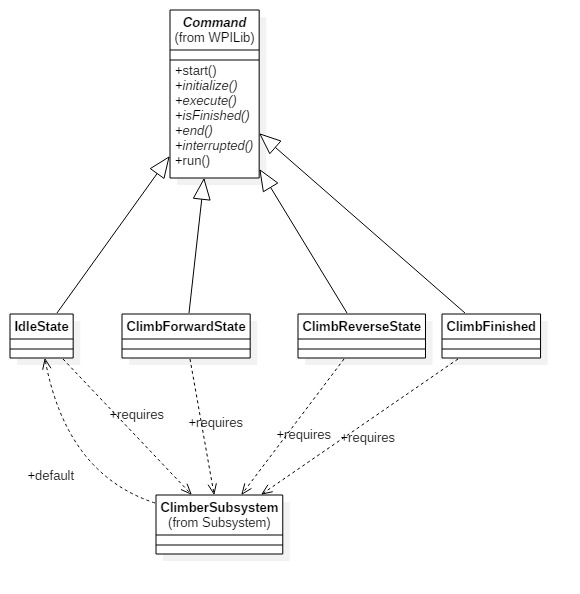 Command
(from WPILib)
+start()
+initialize()
+execute()
+isFinished()
+end()
+interrupted()
+run()
IdleState
ClimbForwardState
ClimbReverseState
ClimbFinished
+requires
+requires
+requires
+requires
+default
ClimberSubsystem
(from Subsystem)